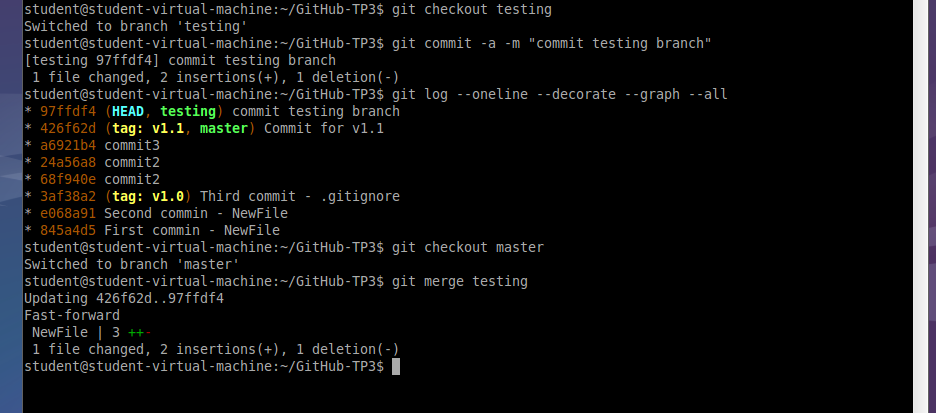 student@student-virtual-machine:~/GitHub-TP3$ git checkout testing
Switched to branch 'testing'
student@student-virtual-machine:~/GitHub-TP3$ git commit -a -m "commit testing branch"
[testing 97ffdf4] commit testing branch
 1 file changed, 2 insertions(+), 1 deletion(-)
student@student-virtual-machine:~/GitHub-TP3$ git log --oneline --decorate --graph --all
* 97ffdf4 (HEAD, testing) commit testing branch
* 426f62d (tag: v1.1, master) Commit for v1.1
* a6921b4 commit3
* 24a56a8 commit2
* 68f940e commit2
* 3af38a2 (tag: v1.0) Third commit - .gitignore
* e068a91 Second commin - NewFile
* 845a4d5 First commin - NewFile
student@student-virtual-machine:~/GitHub-TP3$ git checkout master
Switched to branch 'master'
student@student-virtual-machine:~/GitHub-TP3$ git merge testing
Updating 426f62d..97ffdf4
Fast-forward
 NewFile | 3 ++-
 1 file changed, 2 insertions(+), 1 deletion(-)
student@student-virtual-machine:~/GitHub-TP3$